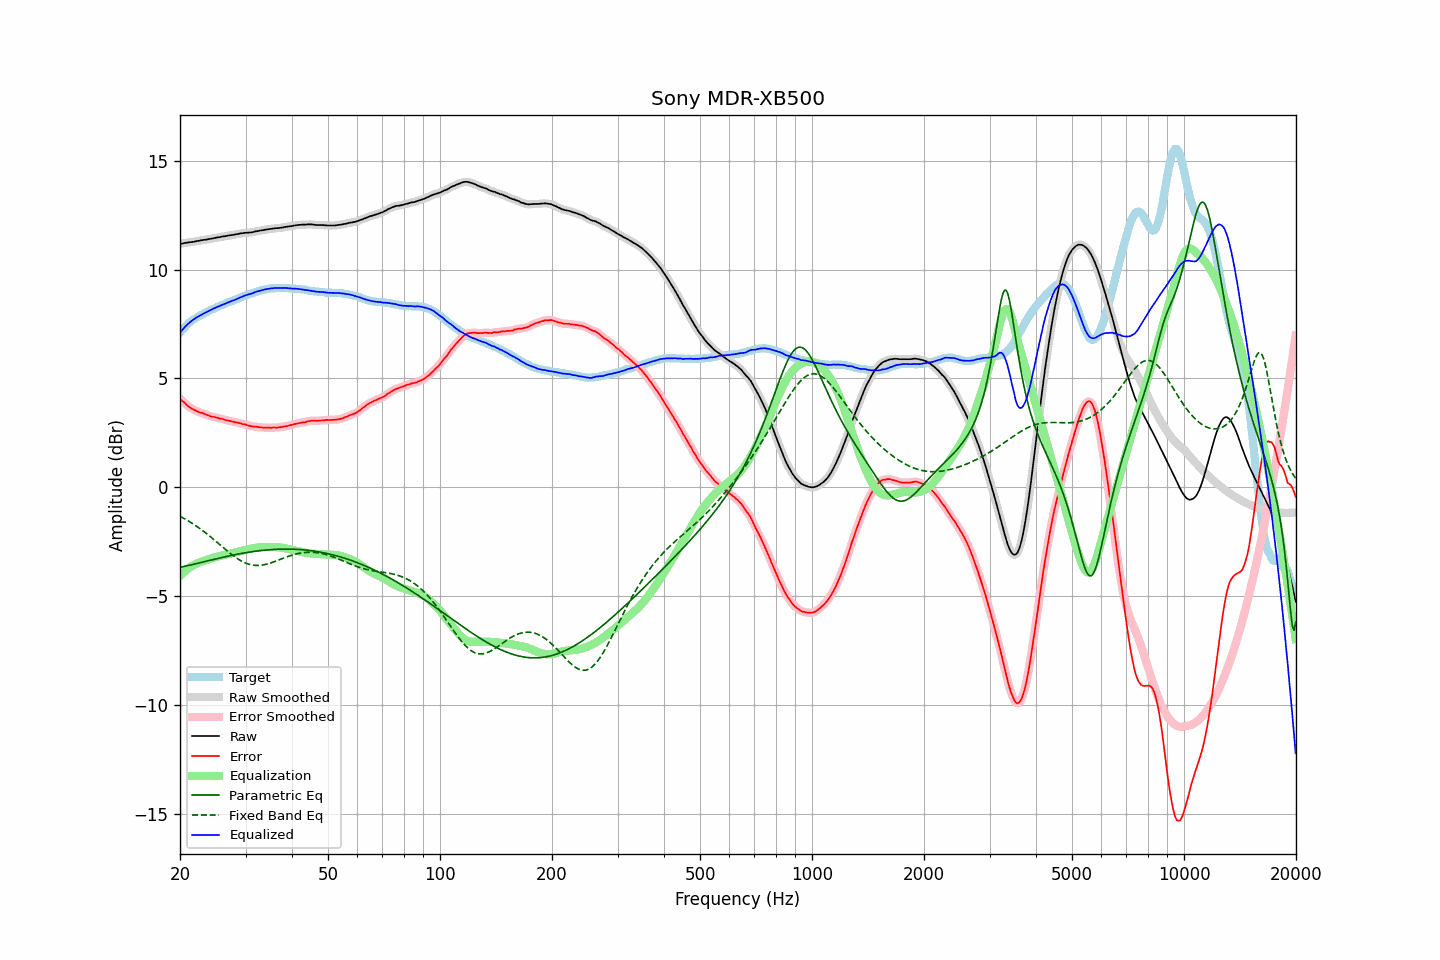 Sony MDR-XB500
Amplitude (dBr)
15
10
5
0
−5
−10
−15
Target
Raw Smoothed
Error Smoothed
Raw
Error
Equalization
Parametric Eq
Fixed Band Eq
Equalized
20 50 100 200 500 1000 2000 5000 10000 20000
Frequency (Hz)